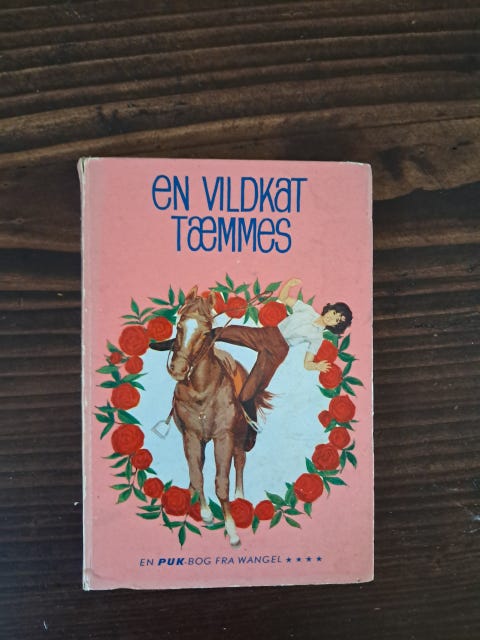 EN VILDKAT
TÆMMES
EN PUK-BOG FRA WANGEL ★★★★